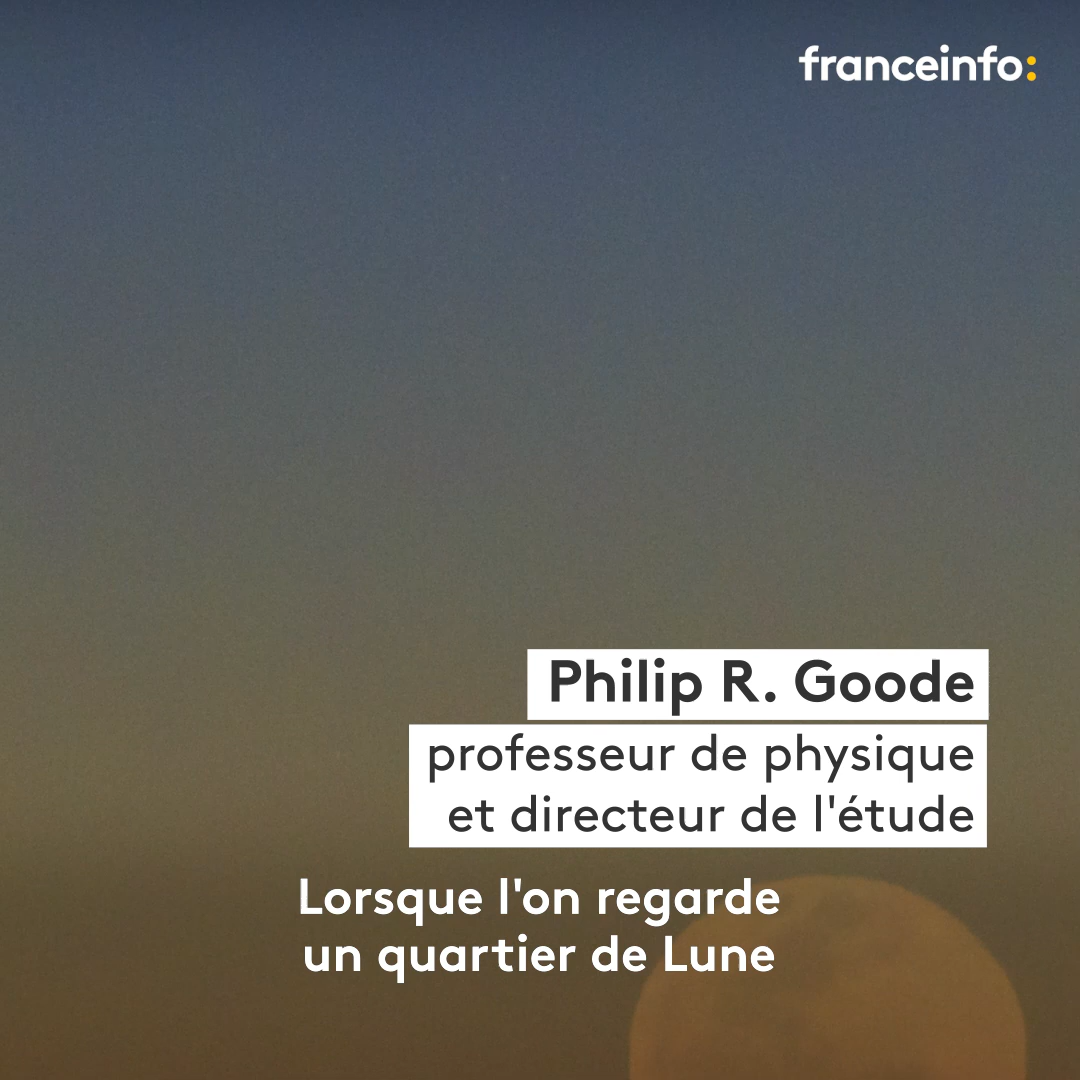 franceinfo:
Philip R. Goode
professeur de physique
et directeur de l'étude
Lorsque l'on regarde
un quartier de Lune